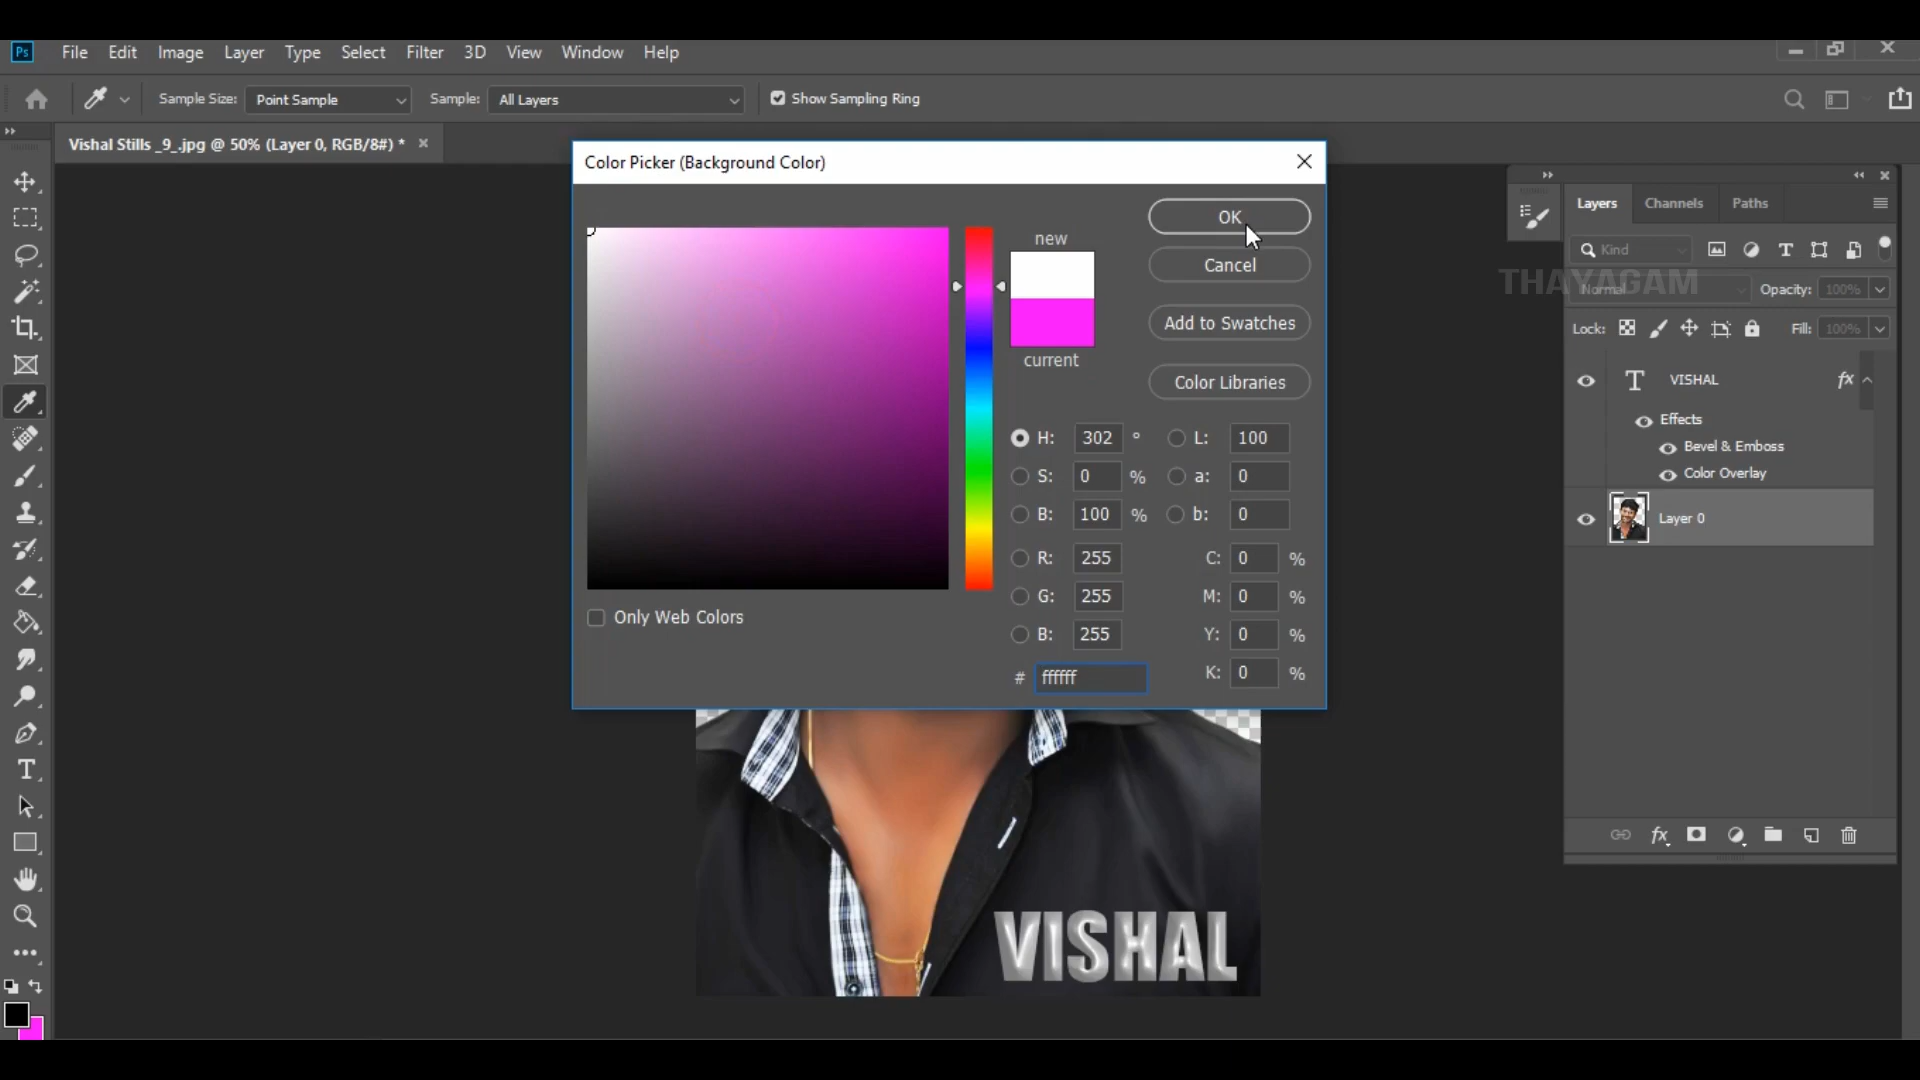 Ps File Edit Image Layer Type Select Filter 3D View Window Help
Sample Size: Point Sample Sample: All Layers Show Sampling Ring
Vishal Stills _9_.jpg @ 50% (Layer 0, RGB/8#) *
Color Picker (Background Color)
OK
new
Cancel
Add to Swatches
current
Color Libraries
H: 302 ° L: 100
S: 0 % a: 0
B: 100 % b: 0
R: 255 C: 0 %
G: 255 M: 0 %
B: 255 Y: 0 %
# ffffff K: 0 %
Only Web Colors
Layers Channels Paths
Kind
THAYAGAM
Normal Opacity: 100%
Lock: Fill: 100%
VISHAL fx
Effects
Bevel & Emboss
Color Overlay
Layer 0
fx
VISHAL